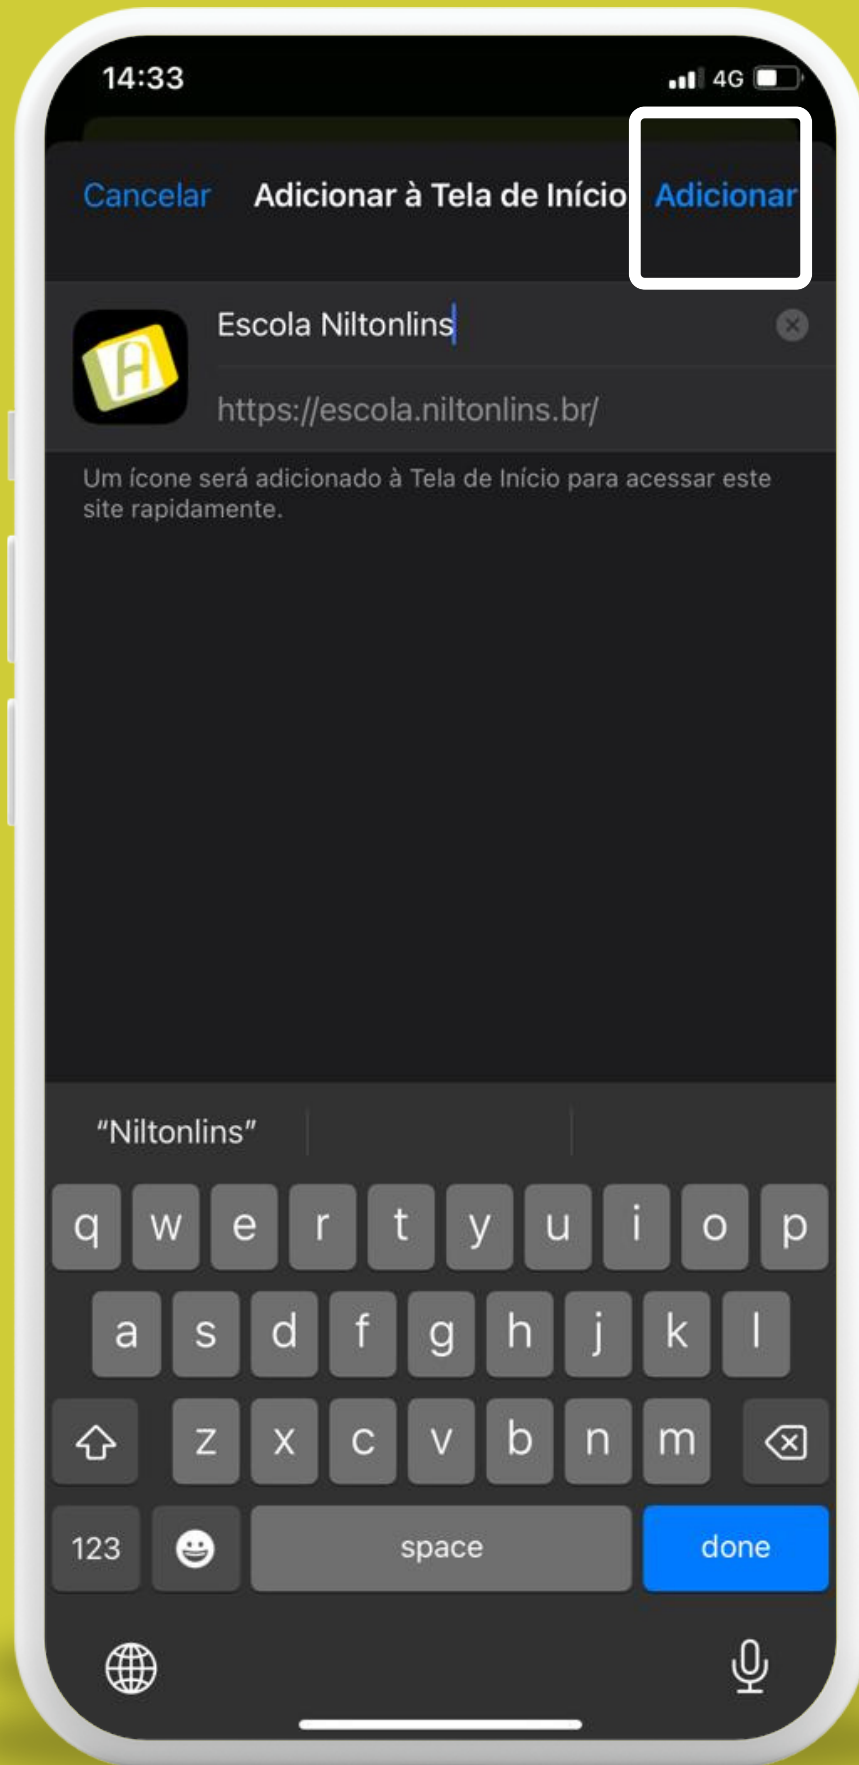 14:33 4G
Cancelar Adicionar à Tela de Início Adicionar
Escola Niltonlins
https://escola.niltonlins.br/
Um ícone será adicionado à Tela de Início para acessar este
site rapidamente.
"Niltonlins"
q w e r t y u i o p
a s d f g h j k l
z x c v b n m
123 space done